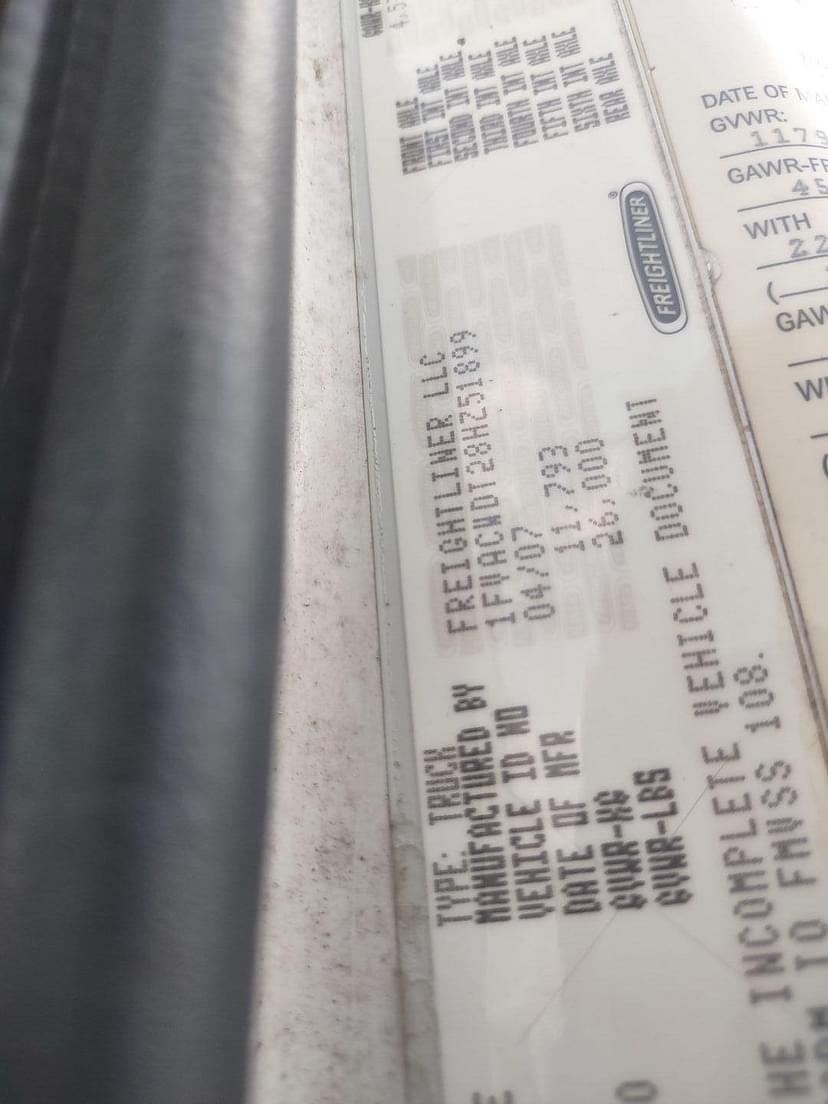 TYPE: TRUCK
MANUFACTURED BY FREIGHTLINER LLC
VEHICLE ID NO 1FVACWDT28HZ51899
DATE OF MFR 04/07
GVWR-KG 11,793
GVWR-LBS 26,000
INCOMPLETE VEHICLE DOCUMENT
TO FMVSS 108.
FRONT AXLE
FIRST INT AXLE
SECOND INT AXLE
THIRD INT AXLE
FOURTH INT AXLE
FIFTH INT AXLE
SIXTH INT AXLE
REAR AXLE
FREIGHTLINER
DATE OF
GVWR:
1179
WITH